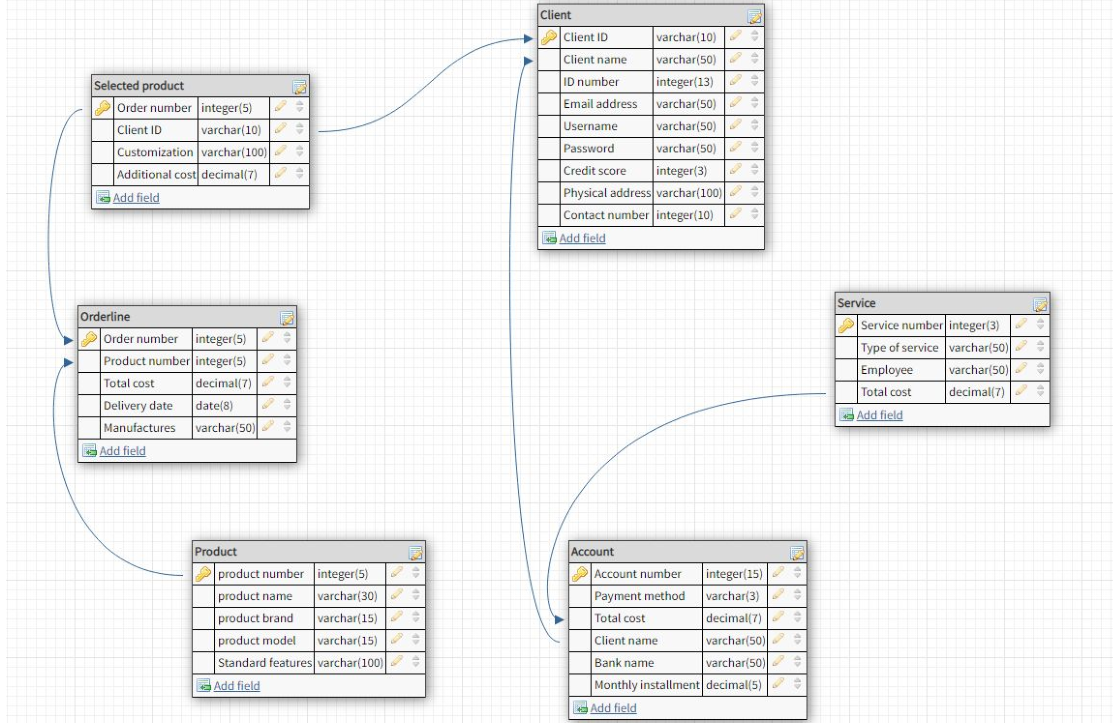 Client
Client ID varchar(10)
Client name varchar(50)
ID number integer(13)
Email address varchar(50)
Username varchar(50)
Password varchar(50)
Credit score integer(3)
Physical address varchar(100)
Contact number integer(10)
Add field
Selected product
Order number integer(5)
Client ID varchar(10)
Customization varchar(100)
Additional cost decimal(7)
Add field
Orderline
Order number integer(5)
Product number integer(5)
Total cost decimal(7)
Delivery date date(8)
Manufactures varchar(50)
Add field
Service
Service number integer(3)
Type of service varchar(50)
Employee varchar(50)
Total cost decimal(7)
Add field
Product
product number integer(5)
product name varchar(30)
product brand varchar(15)
product model varchar(15)
Standard features varchar(100)
Add field
Account
Account number integer(15)
Payment method varchar(3)
Total cost decimal(7)
Client name varchar(50)
Bank name varchar(50)
Monthly installment decimal(5)
Add field